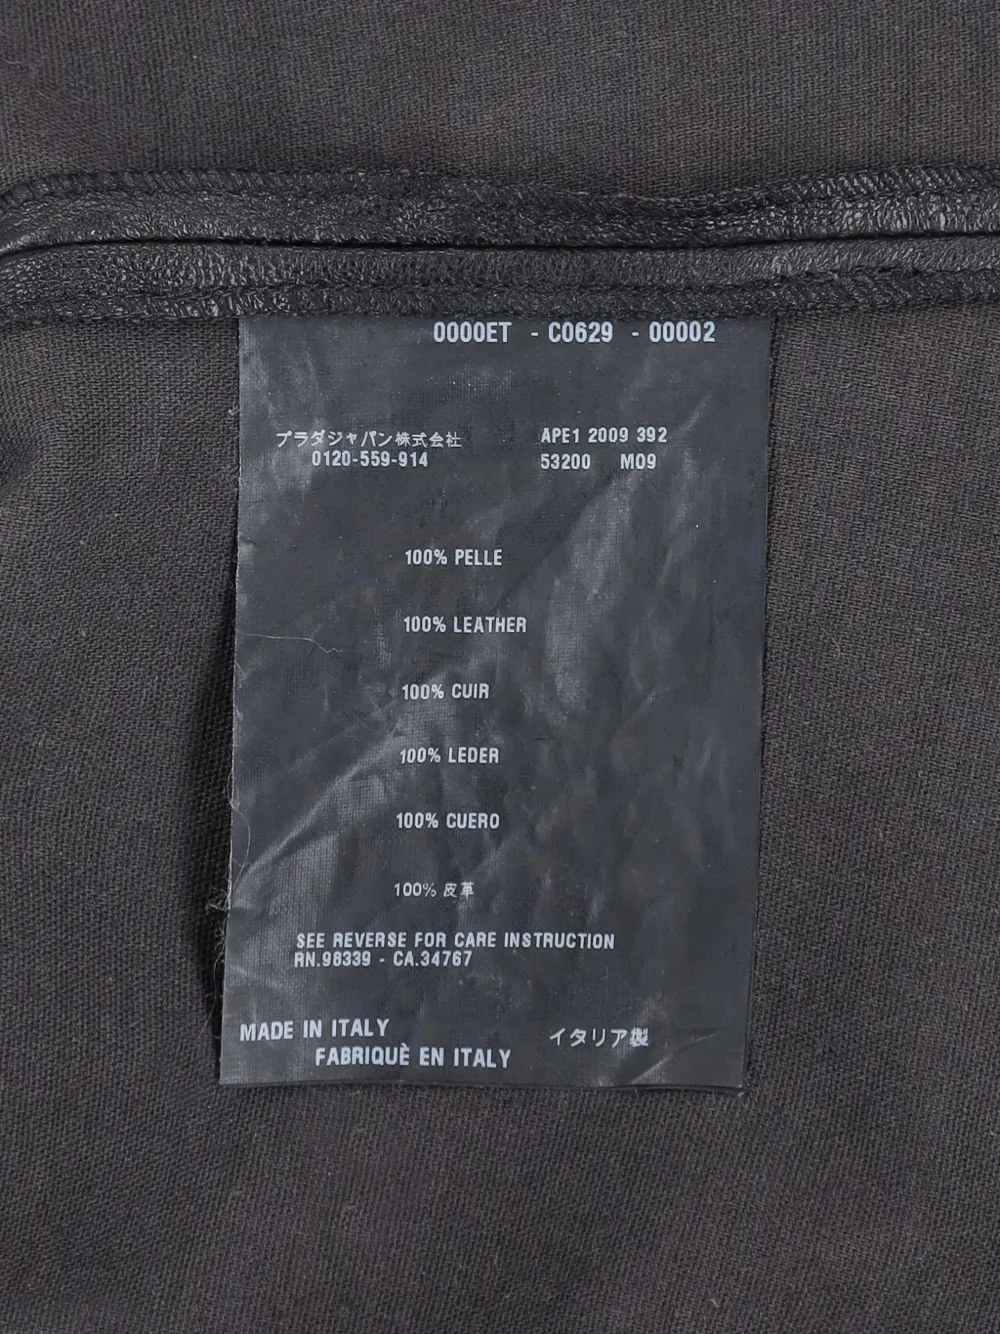 0000ET - C0629 - 00002
プラダジャパン株式会社 APE1 2009 392
0120-559-914 53200 M09
100% PELLE
100% LEATHER
100% CUIR
100% LEDER
100% CUERO
100% 皮革
SEE REVERSE FOR CARE INSTRUCTION
RN.98339 - CA.34767
MADE IN ITALY イタリア製
FABRIQUÈ EN ITALY